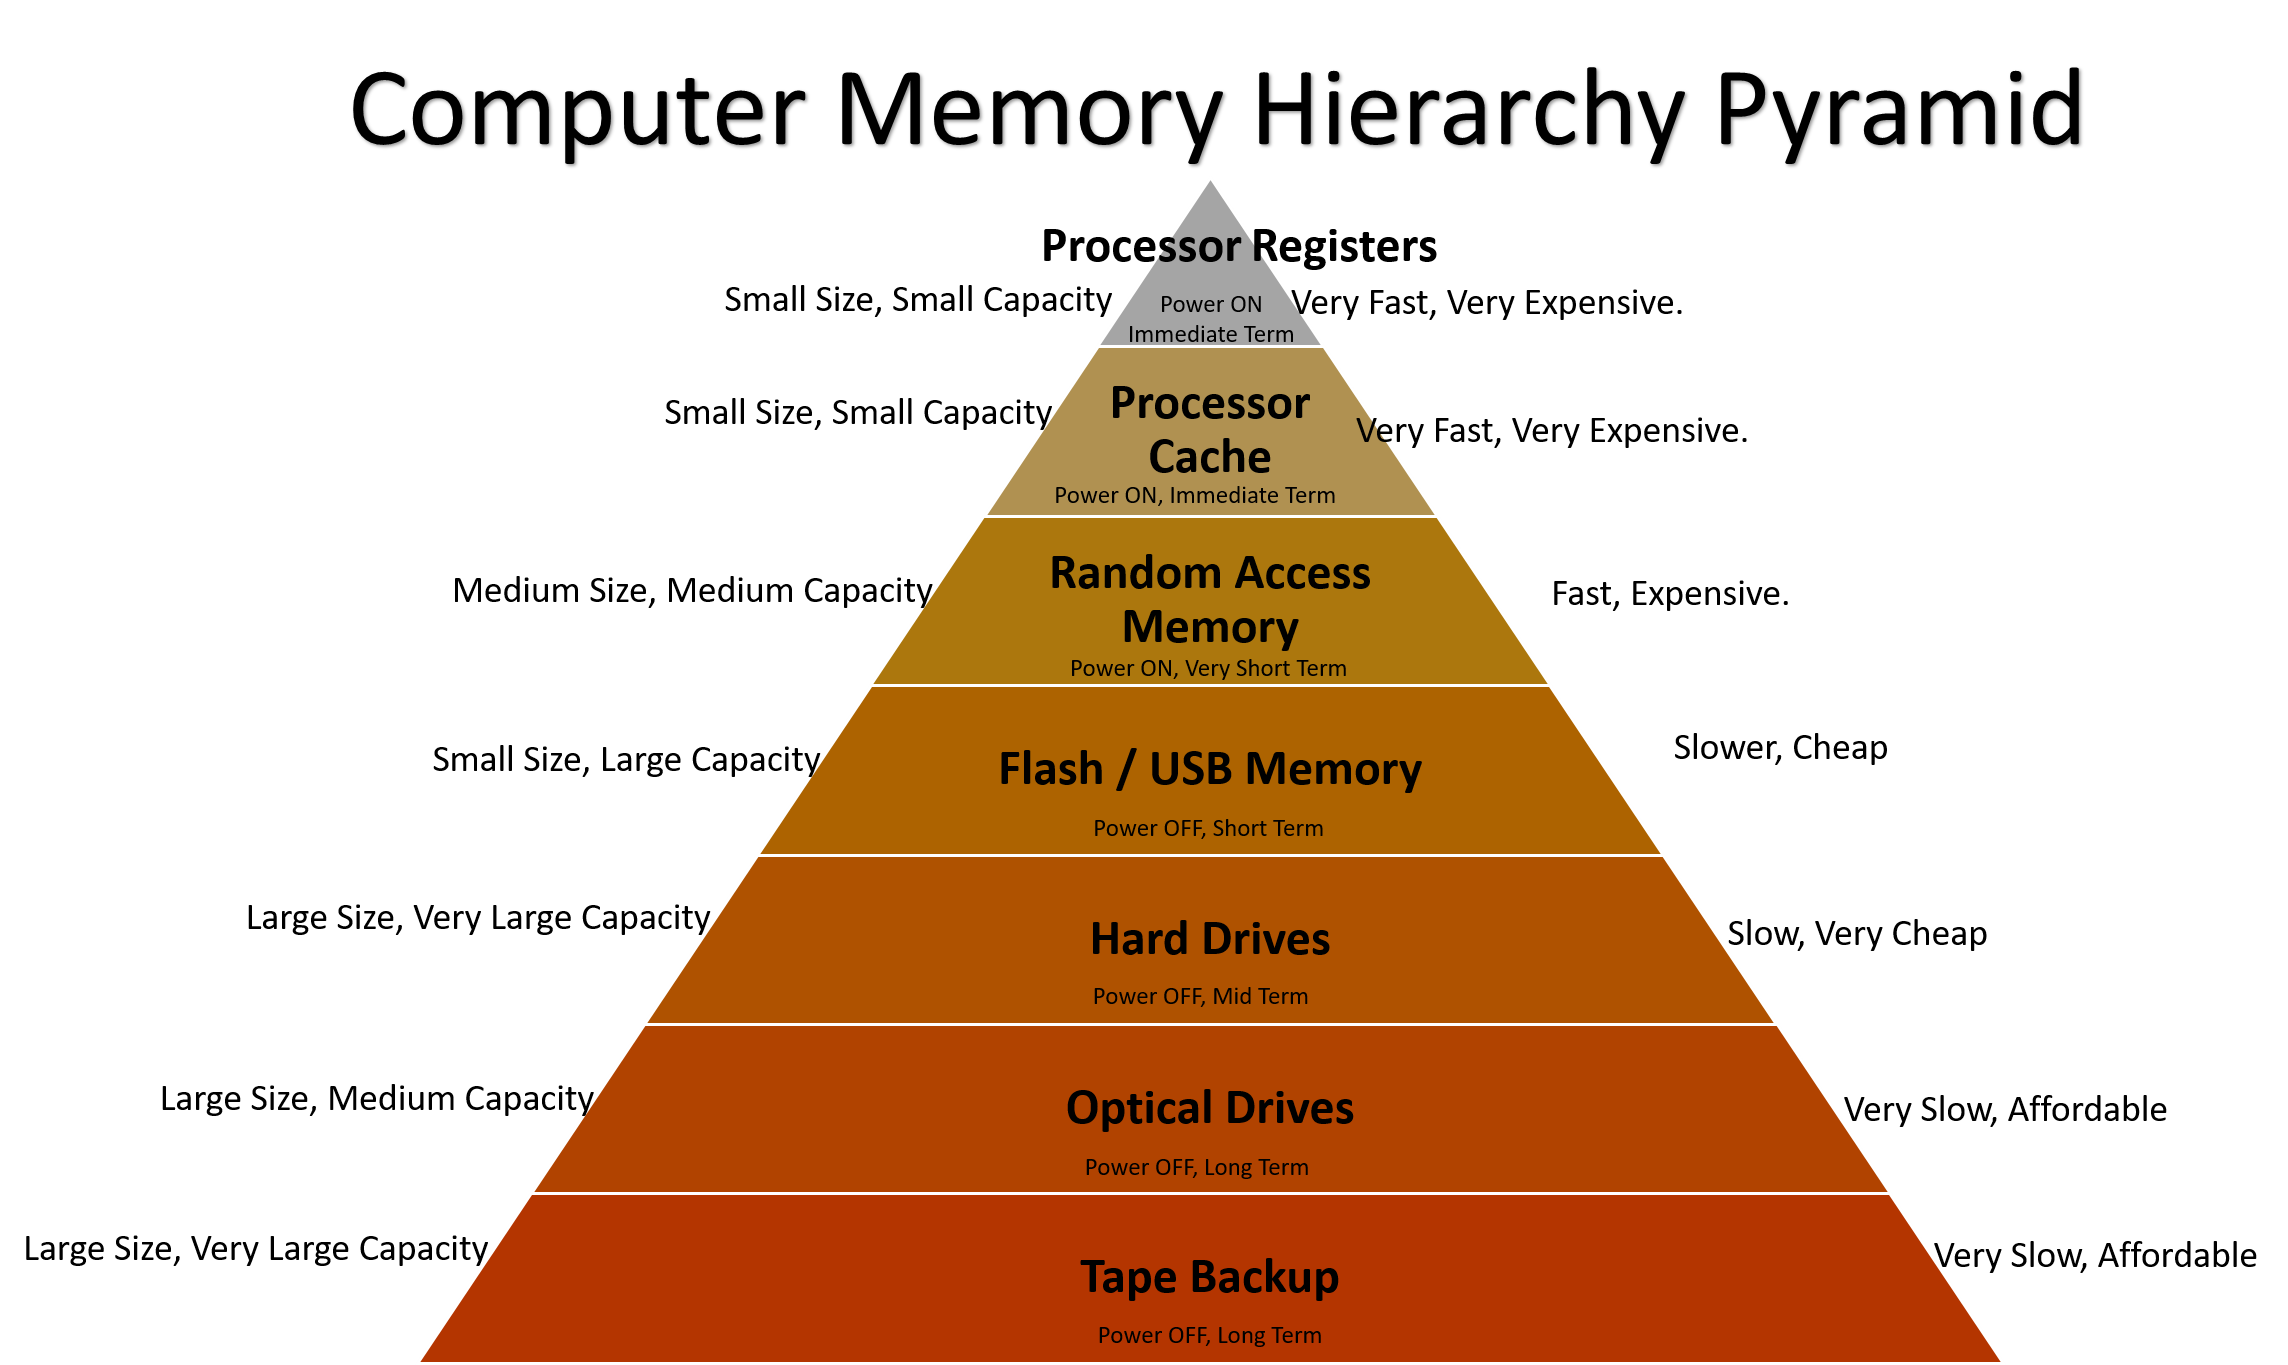 Computer Memory Hierarchy Pyramid
Processor Registers
Small Size, Small Capacity
Power ON
Immediate Term
Very Fast, Very Expensive.
Small Size, Small Capacity
Processor
Cache
Power ON, Immediate Term
Very Fast, Very Expensive.
Medium Size, Medium Capacity
Random Access
Memory
Power ON, Very Short Term
Fast, Expensive.
Small Size, Large Capacity
Flash / USB Memory
Power OFF, Short Term
Slower, Cheap
Large Size, Very Large Capacity
Hard Drives
Power OFF, Mid Term
Slow, Very Cheap
Large Size, Medium Capacity
Optical Drives
Power OFF, Long Term
Very Slow, Affordable
Large Size, Very Large Capacity
Tape Backup
Power OFF, Long Term
Very Slow, Affordable